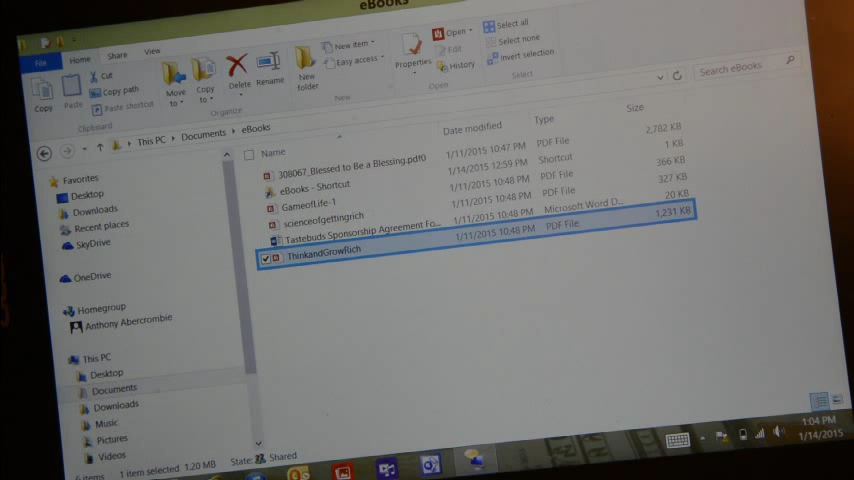 eBooks
File Home Share View
Copy
Paste
Cut
Copy path
Paste shortcut
Clipboard
Move to
Copy to
Delete
Rename
Organize
New folder
New item
Easy access
New
Properties
Open
Edit
History
Open
Select all
Select none
Invert selection
Select
This PC Documents eBooks
Search eBooks
Name Date modified Type Size
308067_Blessed to Be a Blessing.pdf0 1/11/2015 10:47 PM PDF File 2,782 KB
eBooks - Shortcut 1/14/2015 12:59 PM Shortcut 1 KB
GameofLife-1 1/11/2015 10:48 PM PDF File 366 KB
scienceofgettingrich 1/11/2015 10:48 PM PDF File 327 KB
Tastebuds Sponsorship Agreement Fo... 1/11/2015 10:48 PM Microsoft Word D... 20 KB
ThinkandGrowRich 1/11/2015 10:48 PM PDF File 1,231 KB
Favorites
Desktop
Downloads
Recent places
SkyDrive
OneDrive
Homegroup
Anthony Abercrombie
This PC
Desktop
Documents
Downloads
Music
Pictures
Videos
6 items 1 item selected 1.20 MB State: Shared
1:04 PM
1/14/2015